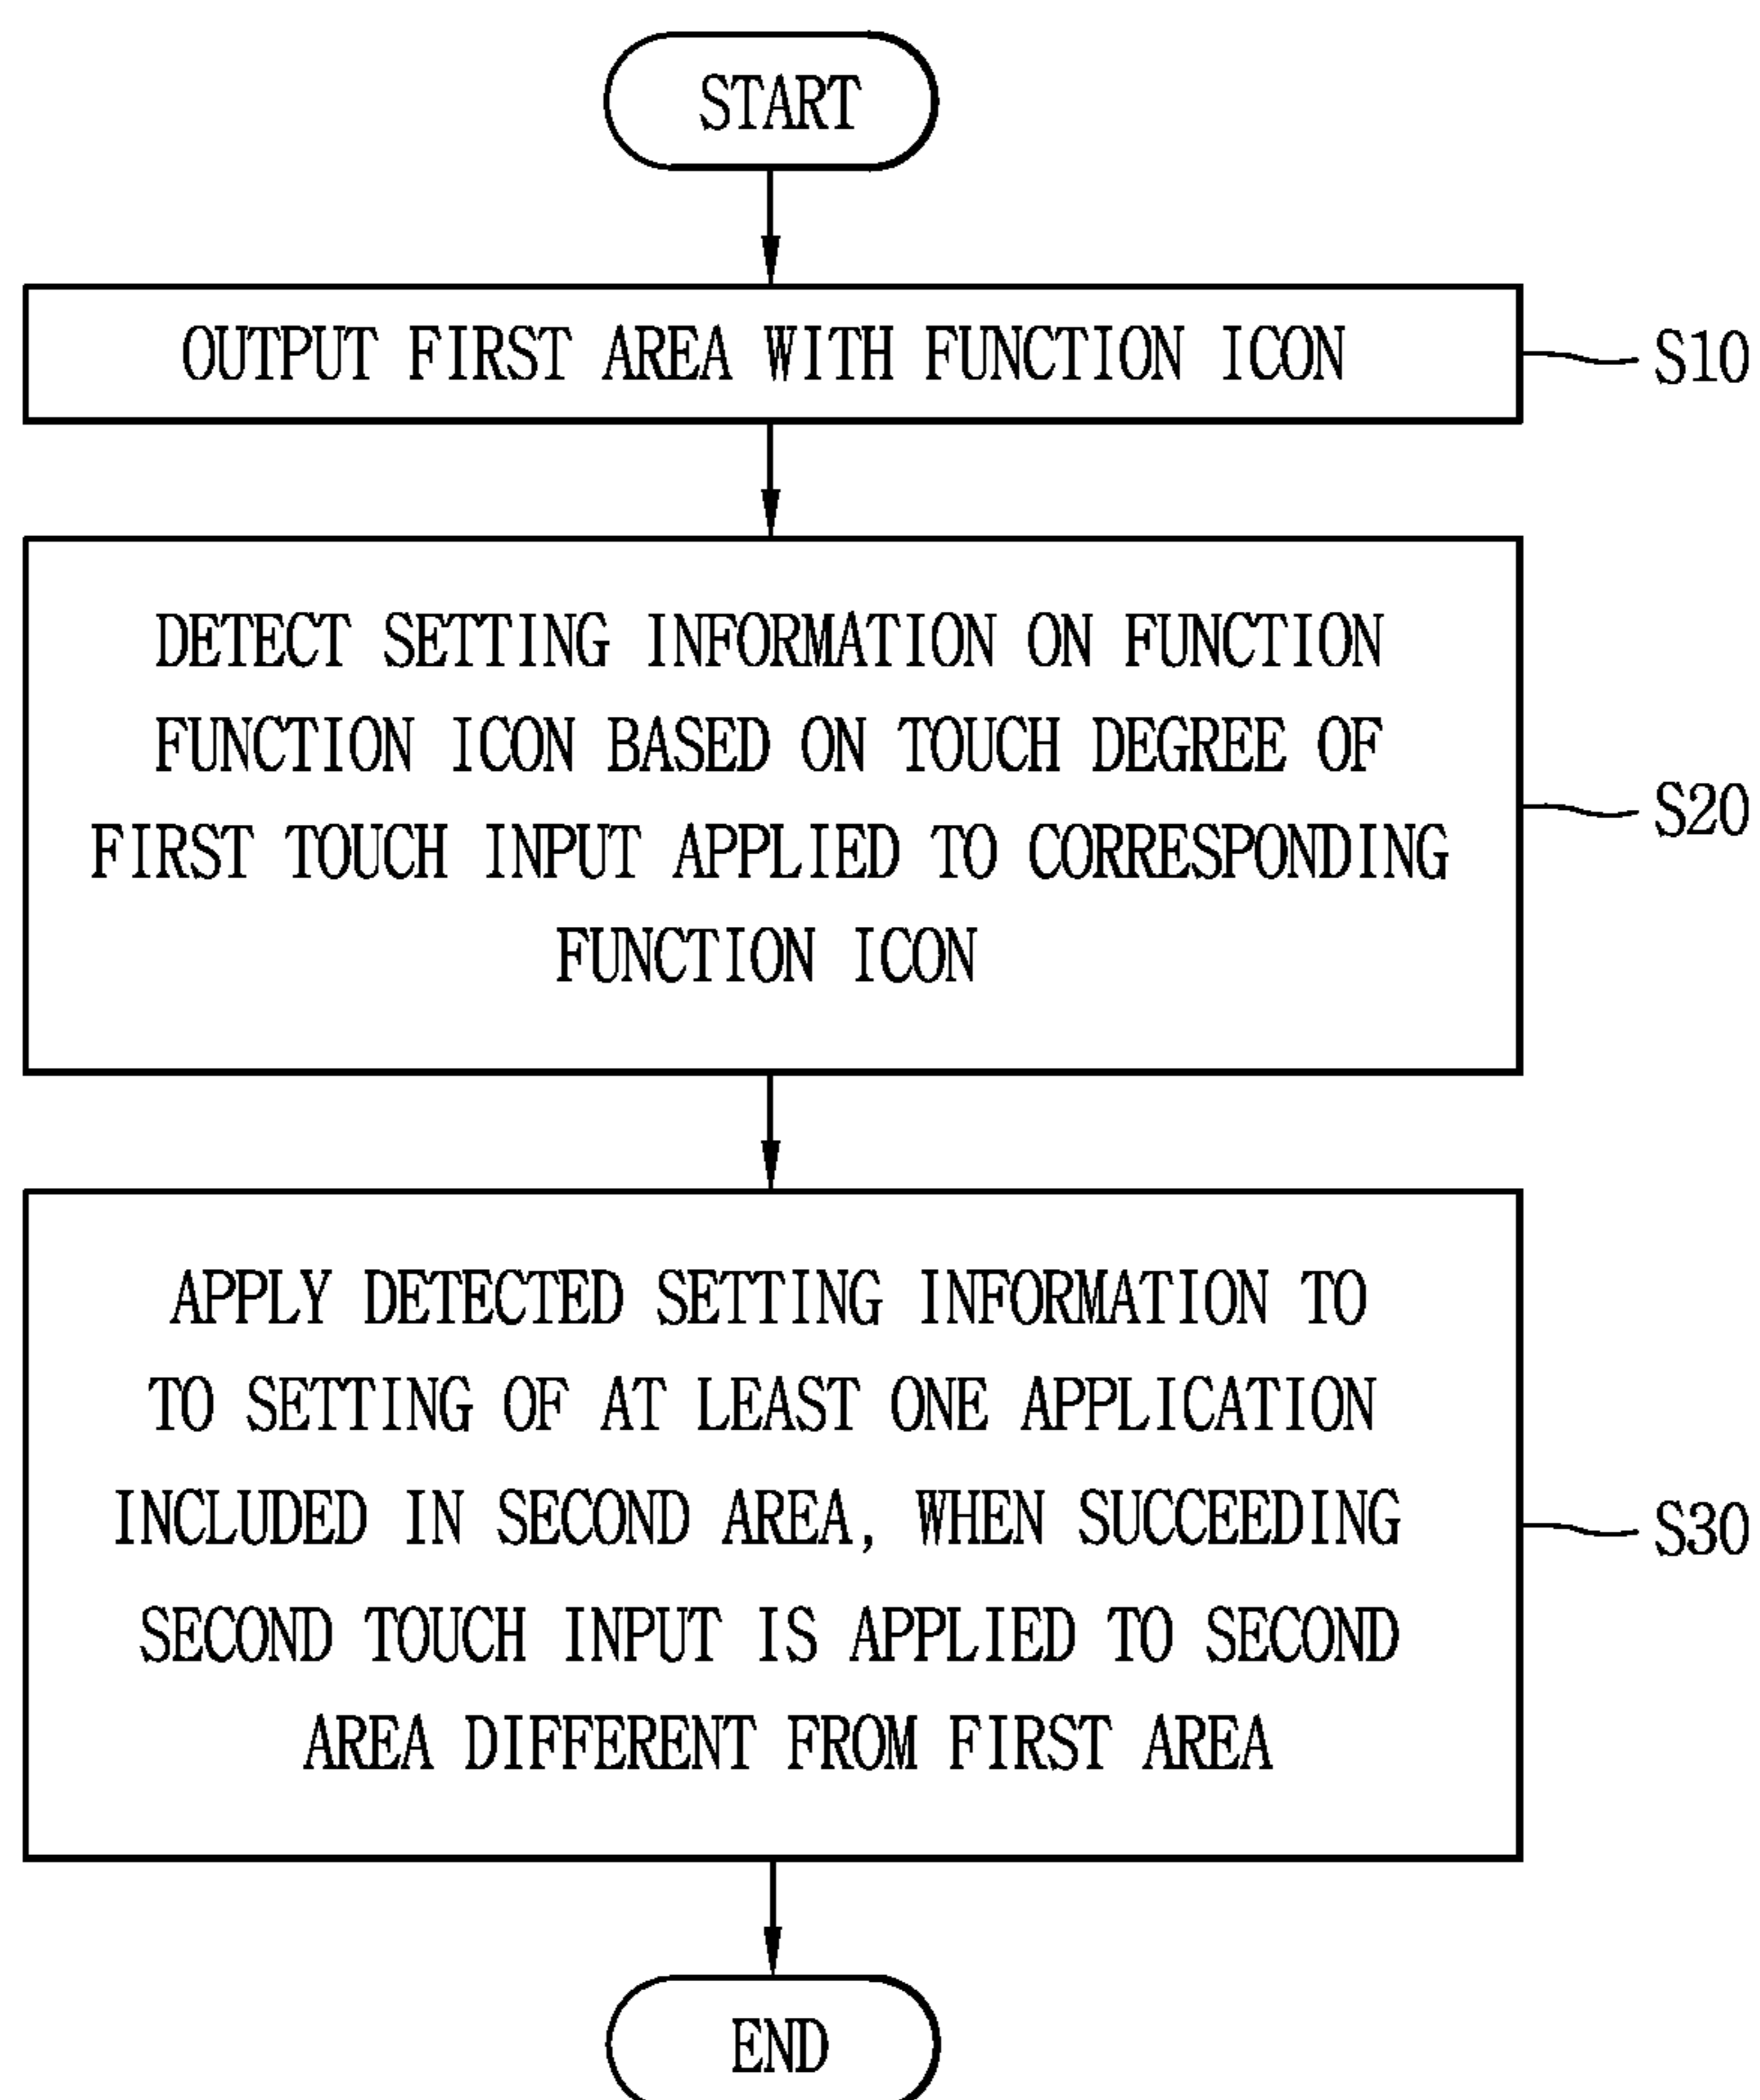 START
OUTPUT FIRST AREA WITH FUNCTION ICON
S10
DETECT SETTING INFORMATION ON FUNCTION
FUNCTION ICON BASED ON TOUCH DEGREE OF
FIRST TOUCH INPUT APPLIED TO CORRESPONDING
FUNCTION ICON
S20
APPLY DETECTED SETTING INFORMATION TO
TO SETTING OF AT LEAST ONE APPLICATION
INCLUDED IN SECOND AREA, WHEN SUCCEEDING
SECOND TOUCH INPUT IS APPLIED TO SECOND
AREA DIFFERENT FROM FIRST AREA
S30
END